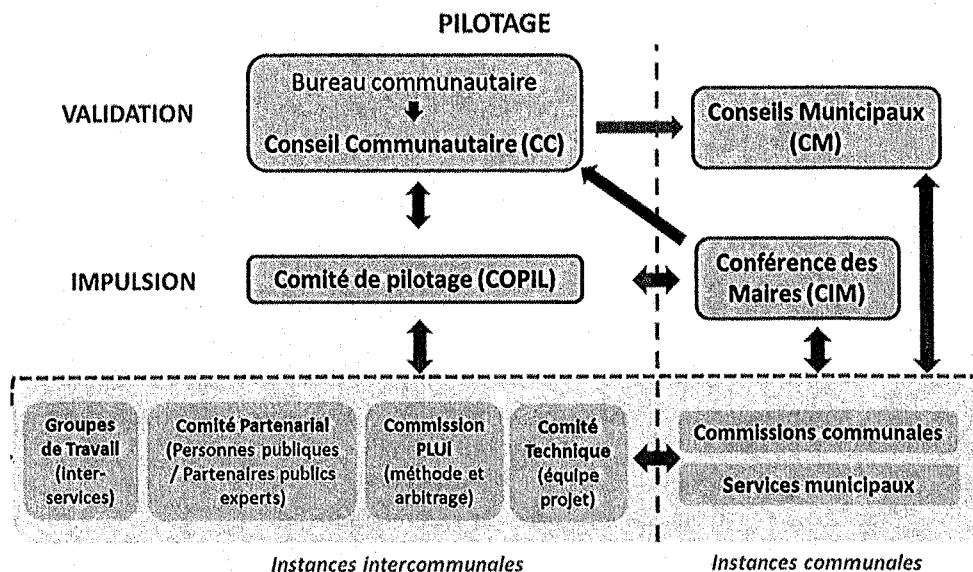 PILOTAGE
VALIDATION
Bureau communautaire
Conseil Communautaire (CC)
Conseils Municipaux
(CM)
IMPULSION
Comité de pilotage (COPIL)
Conférence des
Maires (CIM)
Groupes
de Travail
(Inter-
services)
Comité Partenarial
(Personnes publiques
/ Partenaires publics
experts)
Commission
PLUi
(méthode et
arbitrage)
Comité
Technique
(équipe
projet)
Commissions communales
Services municipaux
Instances intercommunales
Instances communales